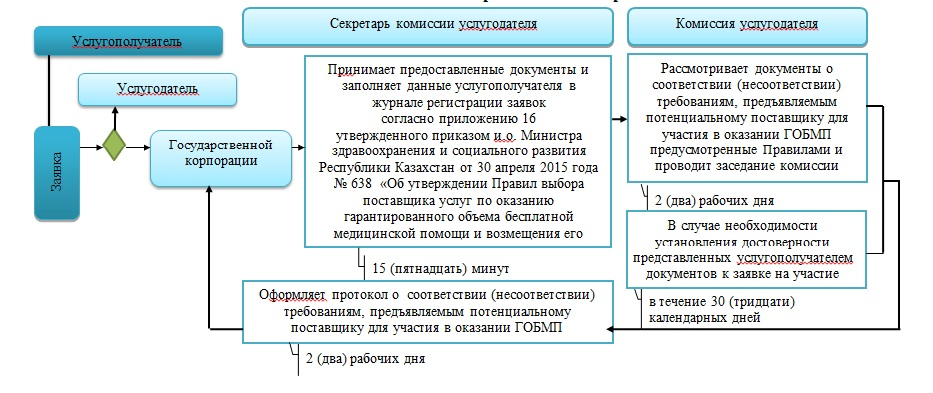 Услугополучатель
Секретарь комиссии услугодателя
Комиссия услугодателя
Услугодатель
Заявка
Государственной
корпорации
Принимает предоставленные документы и
заполняет данные услугополучателя в
журнале регистрации заявок
согласно приложению 16
утвержденного приказом и.о. Министра
здравоохранения и социального развития
Республики Казахстан от 30 апреля 2015 года
№ 638 «Об утверждении Правил выбора
поставщика услуг по оказанию
гарантированного объема бесплатной
медицинской помощи и возмещения его
15 (пятнадцать) минут
Рассматривает документы о
соответствии (несоответствии)
требованиям, предъявляемым
потенциальному поставщику для
участия в оказании ГОБМП
предусмотренные Правилами и
проводит заседание комиссии
2 (два) рабочих дня
В случае необходимости
установления достоверности
представленных услугополучателем
документов к заявке на участие
в течение 30 (тридцати)
календарных дней
Оформляет протокол о соответствии (несоответствии)
требованиям, предъявляемым потенциальному
поставщику для участия в оказании ГОБМП
2 (два) рабочих дня